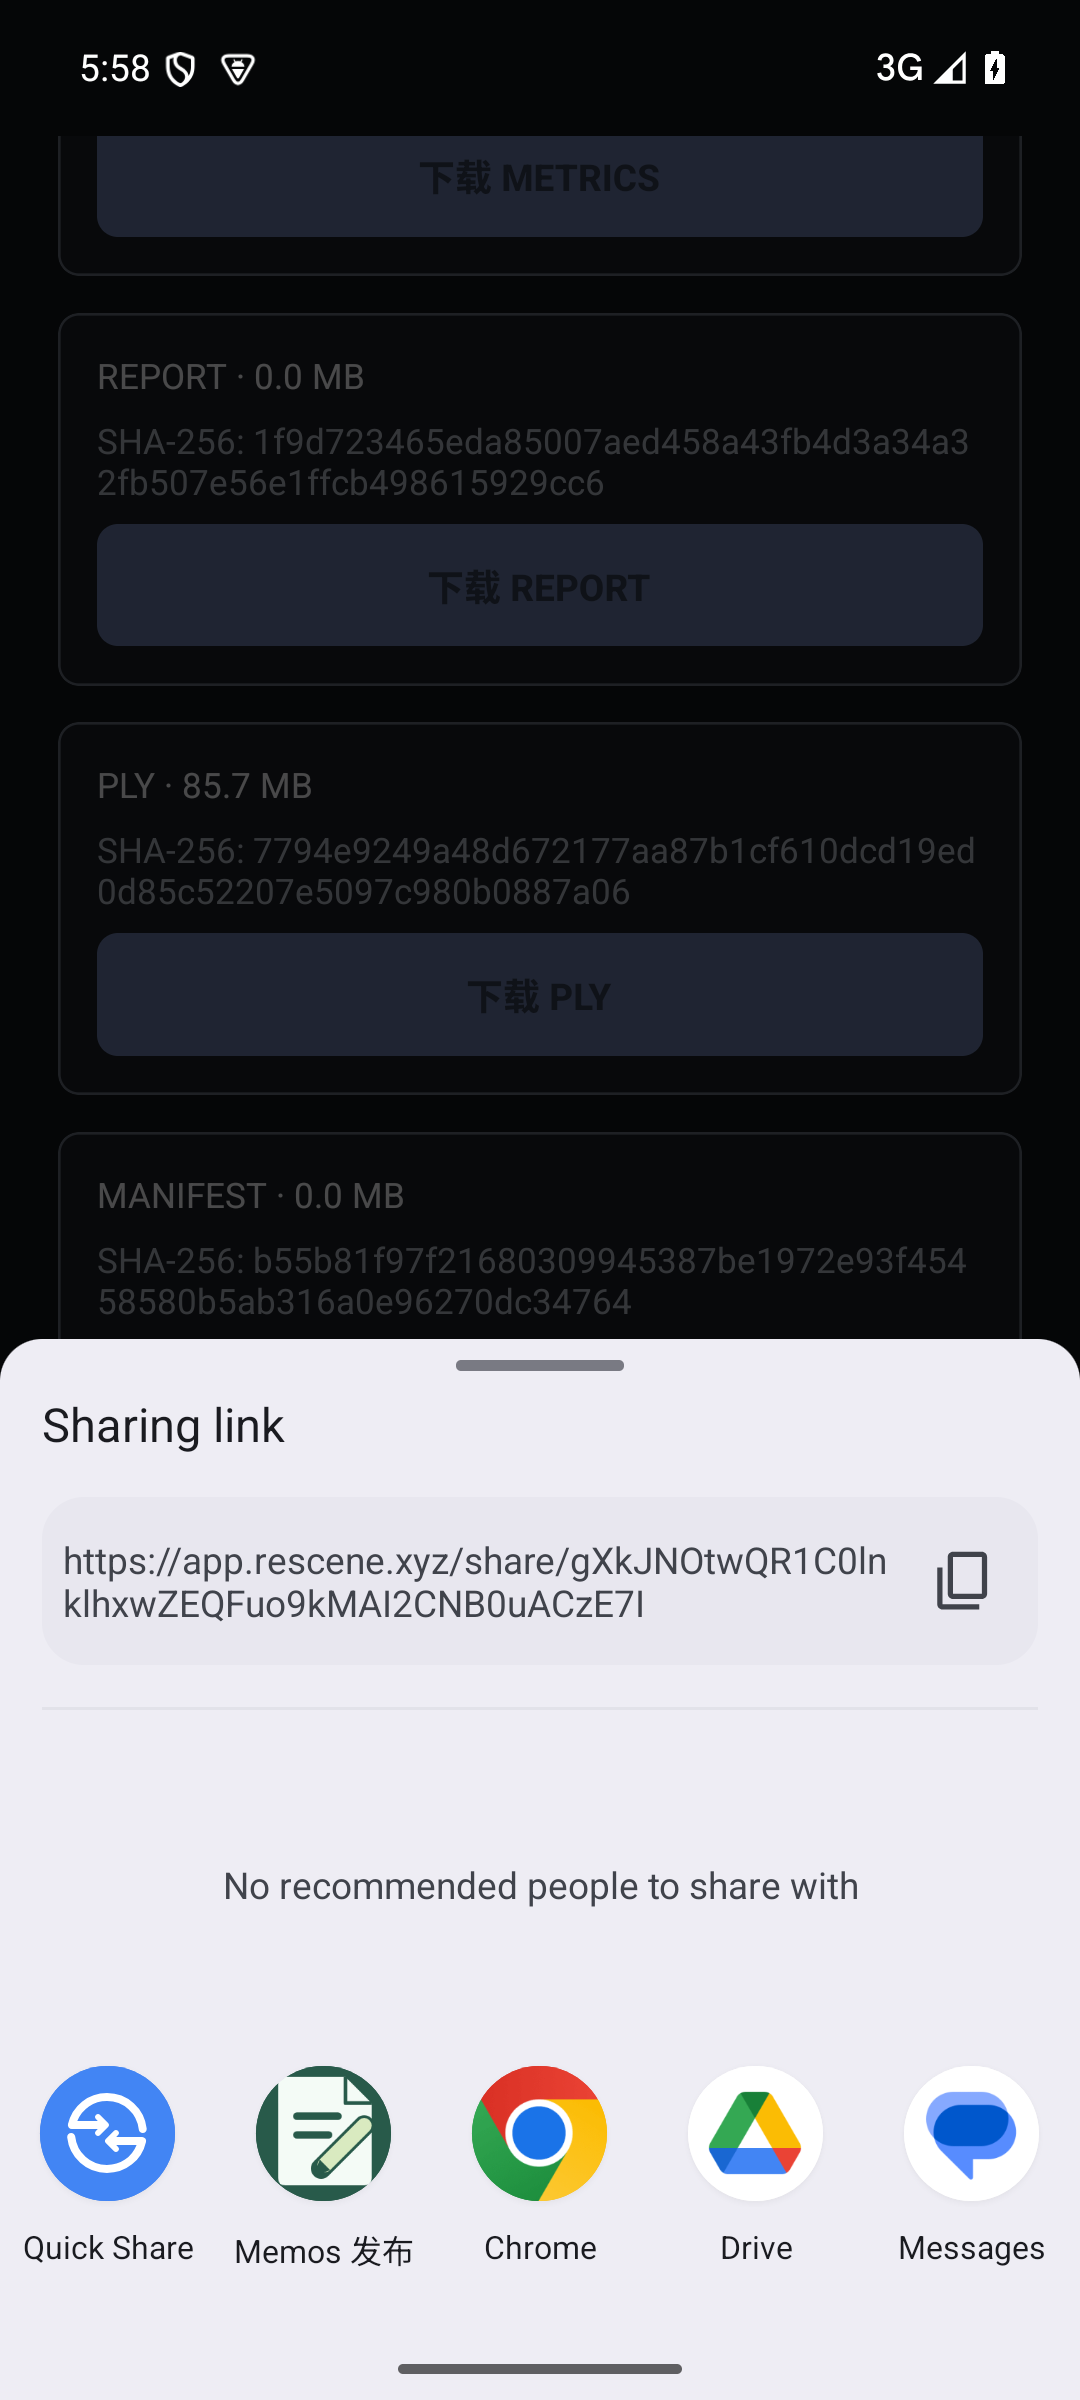 5:58
3G
下载 METRICS
REPORT · 0.0 MB
SHA-256: 1f9d723465eda85007aed458a43fb4d3a34a3
2fb507e56e1ffcb498615929cc6
下载 REPORT
PLY · 85.7 MB
SHA-256: 7794e9249a48d672177aa87b1cf610dcd19ed
0d85c52207e5097c980b0887a06
下载 PLY
MANIFEST · 0.0 MB
SHA-256: b55b81f97f21680309945387be1972e93f454
58580b5ab316a0e96270dc34764
Sharing link
https://app.rescene.xyz/share/gXkJNOtwQR1C0ln
klhxwZEQFuo9kMAI2CNB0uACzE7I
No recommended people to share with
Quick Share
Memos 发布
Chrome
Drive
Messages